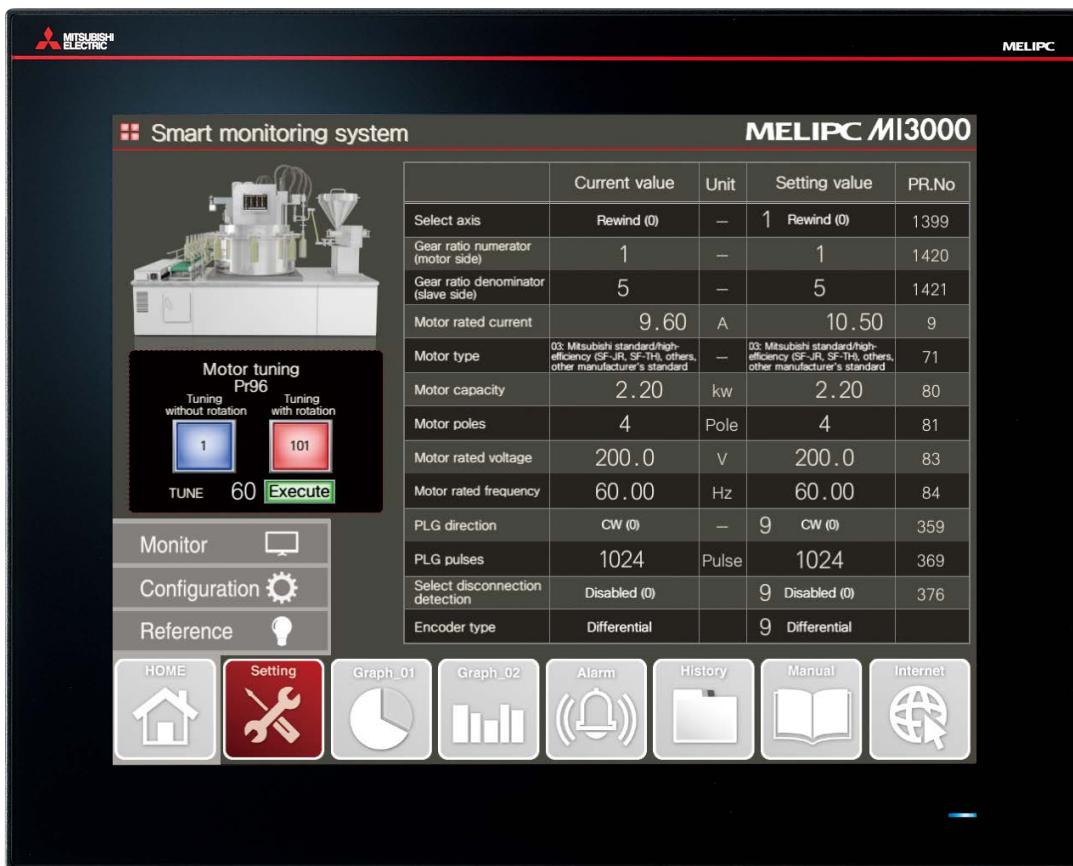 MITSUBISHI
ELECTRIC
MELIPC
Smart monitoring system
MELIPC MI3000
Current value Unit Setting value PR.No
Select axis Rewind (0) – 1 Rewind (0) 1399
Gear ratio numerator
(motor side) 1 – 1 1420
Gear ratio denominator
(slave side) 5 – 5 1421
Motor rated current 9.60 A 10.50 9
Motor type 03: Mitsubishi standard/high-
efficiency (SF-JR, SF-TH), others,
other manufacturer's standard – 03: Mitsubishi standard/high-
efficiency (SF-JR, SF-TH), others,
other manufacturer's standard 71
Motor capacity 2.20 kw 2.20 80
Motor poles 4 Pole 4 81
Motor rated voltage 200.0 V 200.0 83
Motor rated frequency 60.00 Hz 60.00 84
PLG direction CW (0) – 9 CW (0) 359
PLG pulses 1024 Pulse 1024 369
Select disconnection
detection Disabled (0) 9 Disabled (0) 376
Encoder type Differential 9 Differential
Motor tuning
Pr96
Tuning
without rotation
Tuning
with rotation
1 101
TUNE 60 Execute
Monitor
Configuration
Reference
HOME Setting Graph_01 Graph_02 Alarm History Manual Internet